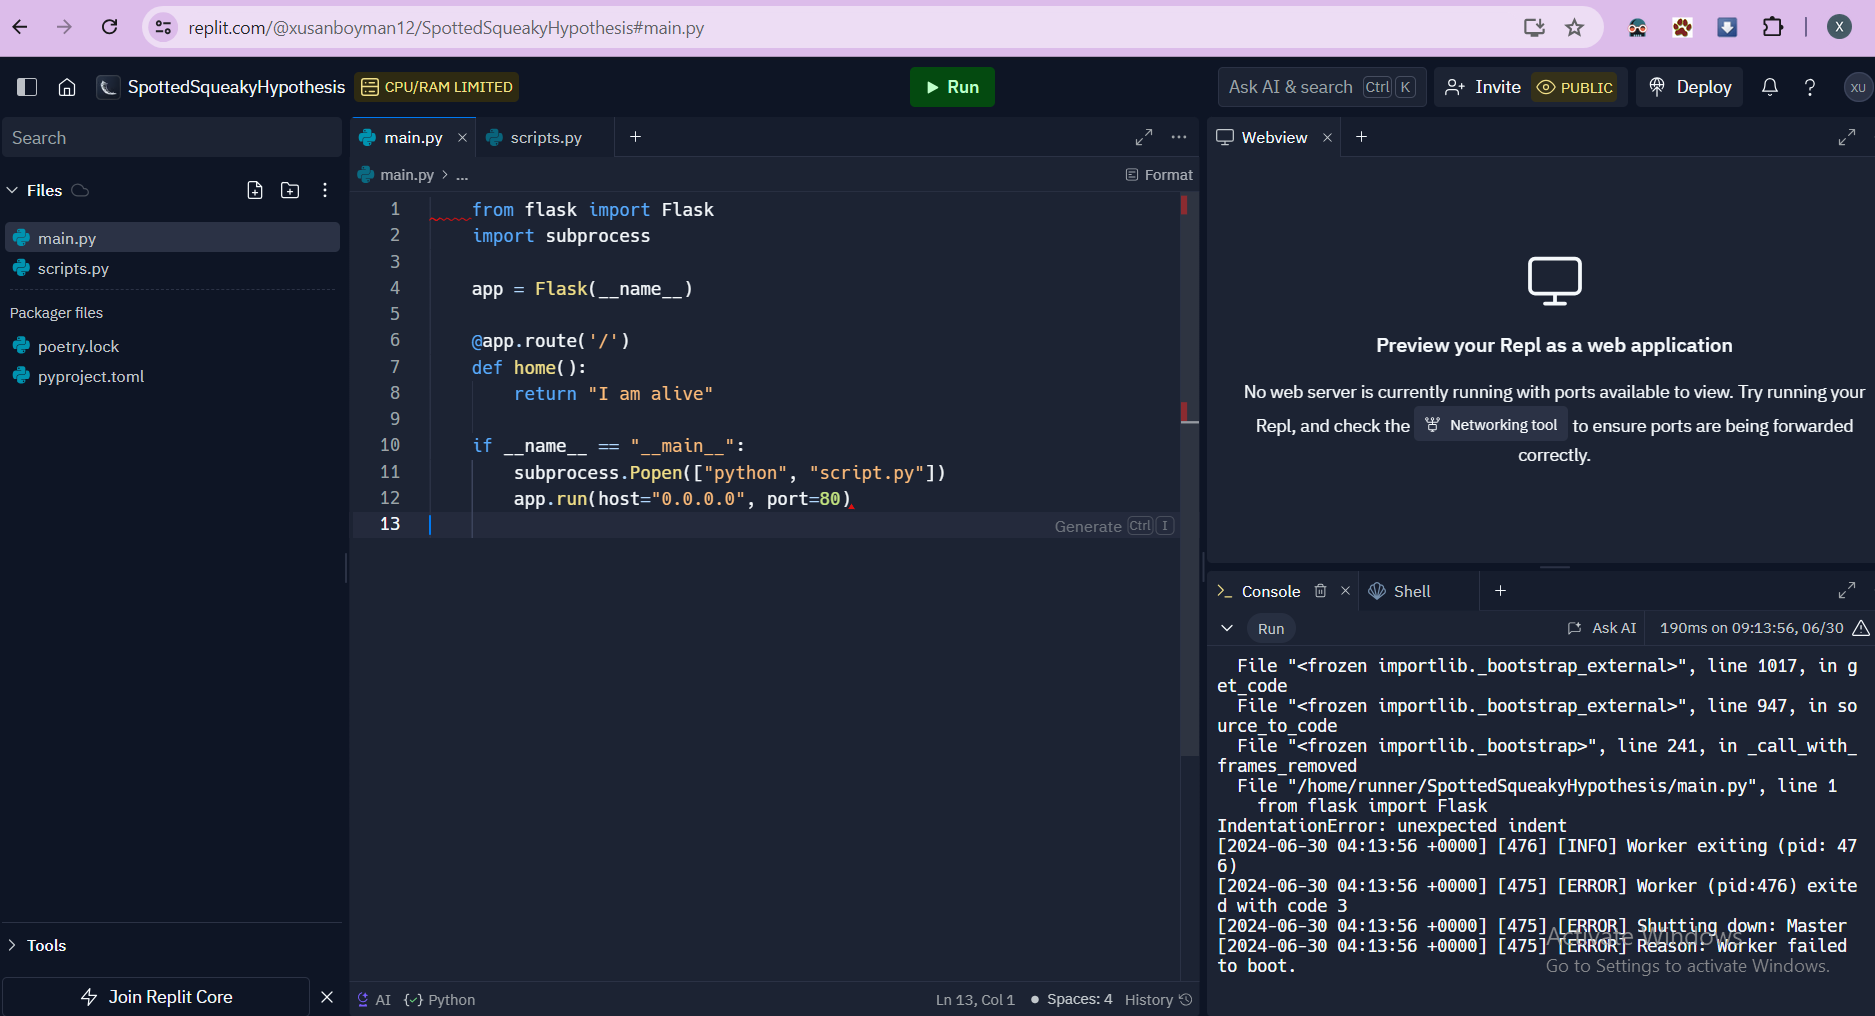 replit.com/@xusanboyman12/SpottedSqueakyHypothesis#main.py
X
SpottedSqueakyHypothesis
CPU/RAM LIMITED
Run
Ask AI & search Ctrl K
Invite
PUBLIC
Deploy
?
XU
Search
Files
main.py
scripts.py
Packager files
poetry.lock
pyproject.toml
Tools
Join Replit Core
main.py
scripts.py
main.py > ...
Format
1 from flask import Flask
2 import subprocess
3
4 app = Flask(__name__)
5
6 @app.route('/')
7 def home():
8 return "I am alive"
9
10 if __name__ == "__main__":
11 subprocess.Popen(["python", "script.py"])
12 app.run(host="0.0.0.0", port=80)
13
Generate Ctrl I
AI
Python
Ln 13, Col 1
Spaces: 4
History
Webview
Preview your Repl as a web application
No web server is currently running with ports available to view. Try running your
Repl, and check the Networking tool to ensure ports are being forwarded
correctly.
Console
Shell
Run
Ask AI
190ms on 09:13:56, 06/30
File "<frozen importlib._bootstrap_external>", line 1017, in g
et_code
File "<frozen importlib._bootstrap_external>", line 947, in so
urce_to_code
File "<frozen importlib._bootstrap>", line 241, in _call_with_
frames_removed
File "/home/runner/SpottedSqueakyHypothesis/main.py", line 1
from flask import Flask
IndentationError: unexpected indent
[2024-06-30 04:13:56 +0000] [476] [INFO] Worker exiting (pid: 47
6)
[2024-06-30 04:13:56 +0000] [475] [ERROR] Worker (pid:476) exite
d with code 3
[2024-06-30 04:13:56 +0000] [475] [ERROR] Shutting down: Master
[2024-06-30 04:13:56 +0000] [475] [ERROR] Reason: Worker failed
to boot.
Activate Windows
Go to Settings to activate Windows.